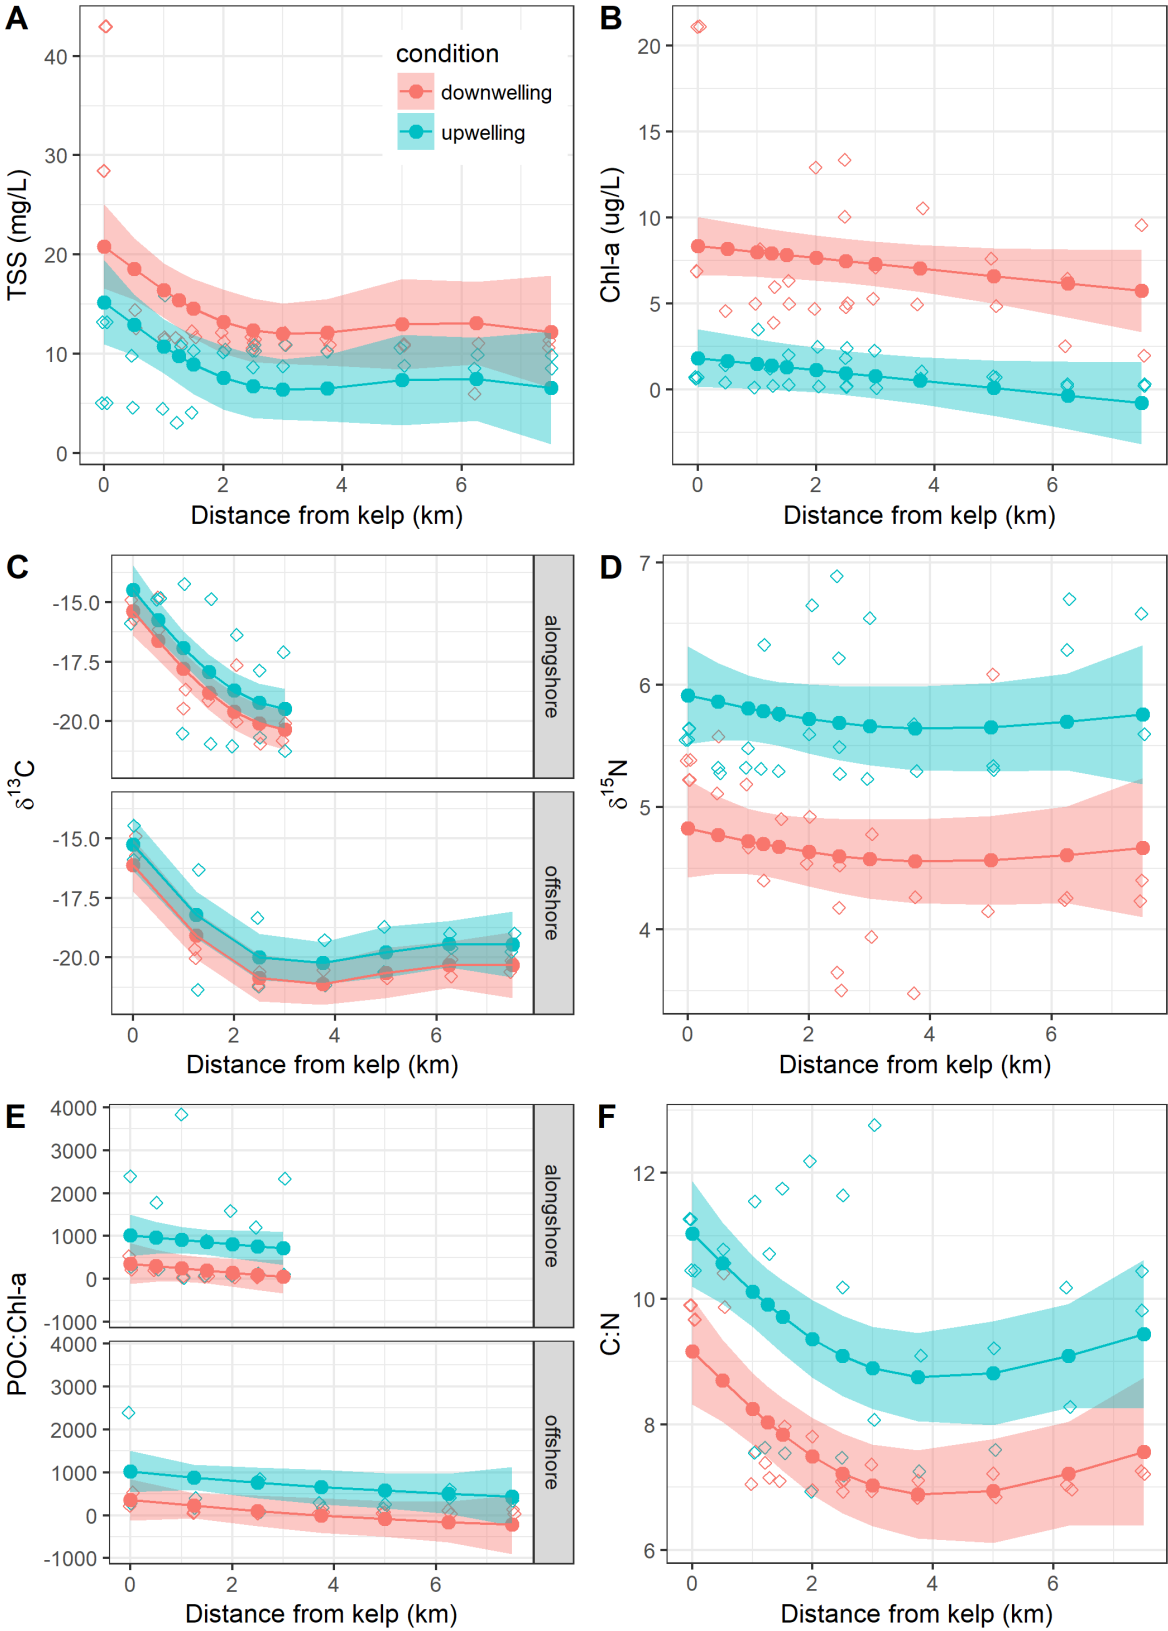 A
TSS (mg/L)
40
30
20
10
0
condition
downwelling
upwelling
0 2 4 6
Distance from kelp (km)
B
Chl-a (ug/L)
20
15
10
5
0
0 2 4 6
Distance from kelp (km)
C
δ13C
-15.0
-17.5
-20.0
alongshore
-15.0
-17.5
-20.0
offshore
0 2 4 6
Distance from kelp (km)
D
δ15N
7
6
5
4
0 2 4 6
Distance from kelp (km)
E
POC:Chl-a
4000
3000
2000
1000
0
-1000
alongshore
4000
3000
2000
1000
0
-1000
offshore
0 2 4 6
Distance from kelp (km)
F
C:N
12
10
8
6
0 2 4 6
Distance from kelp (km)